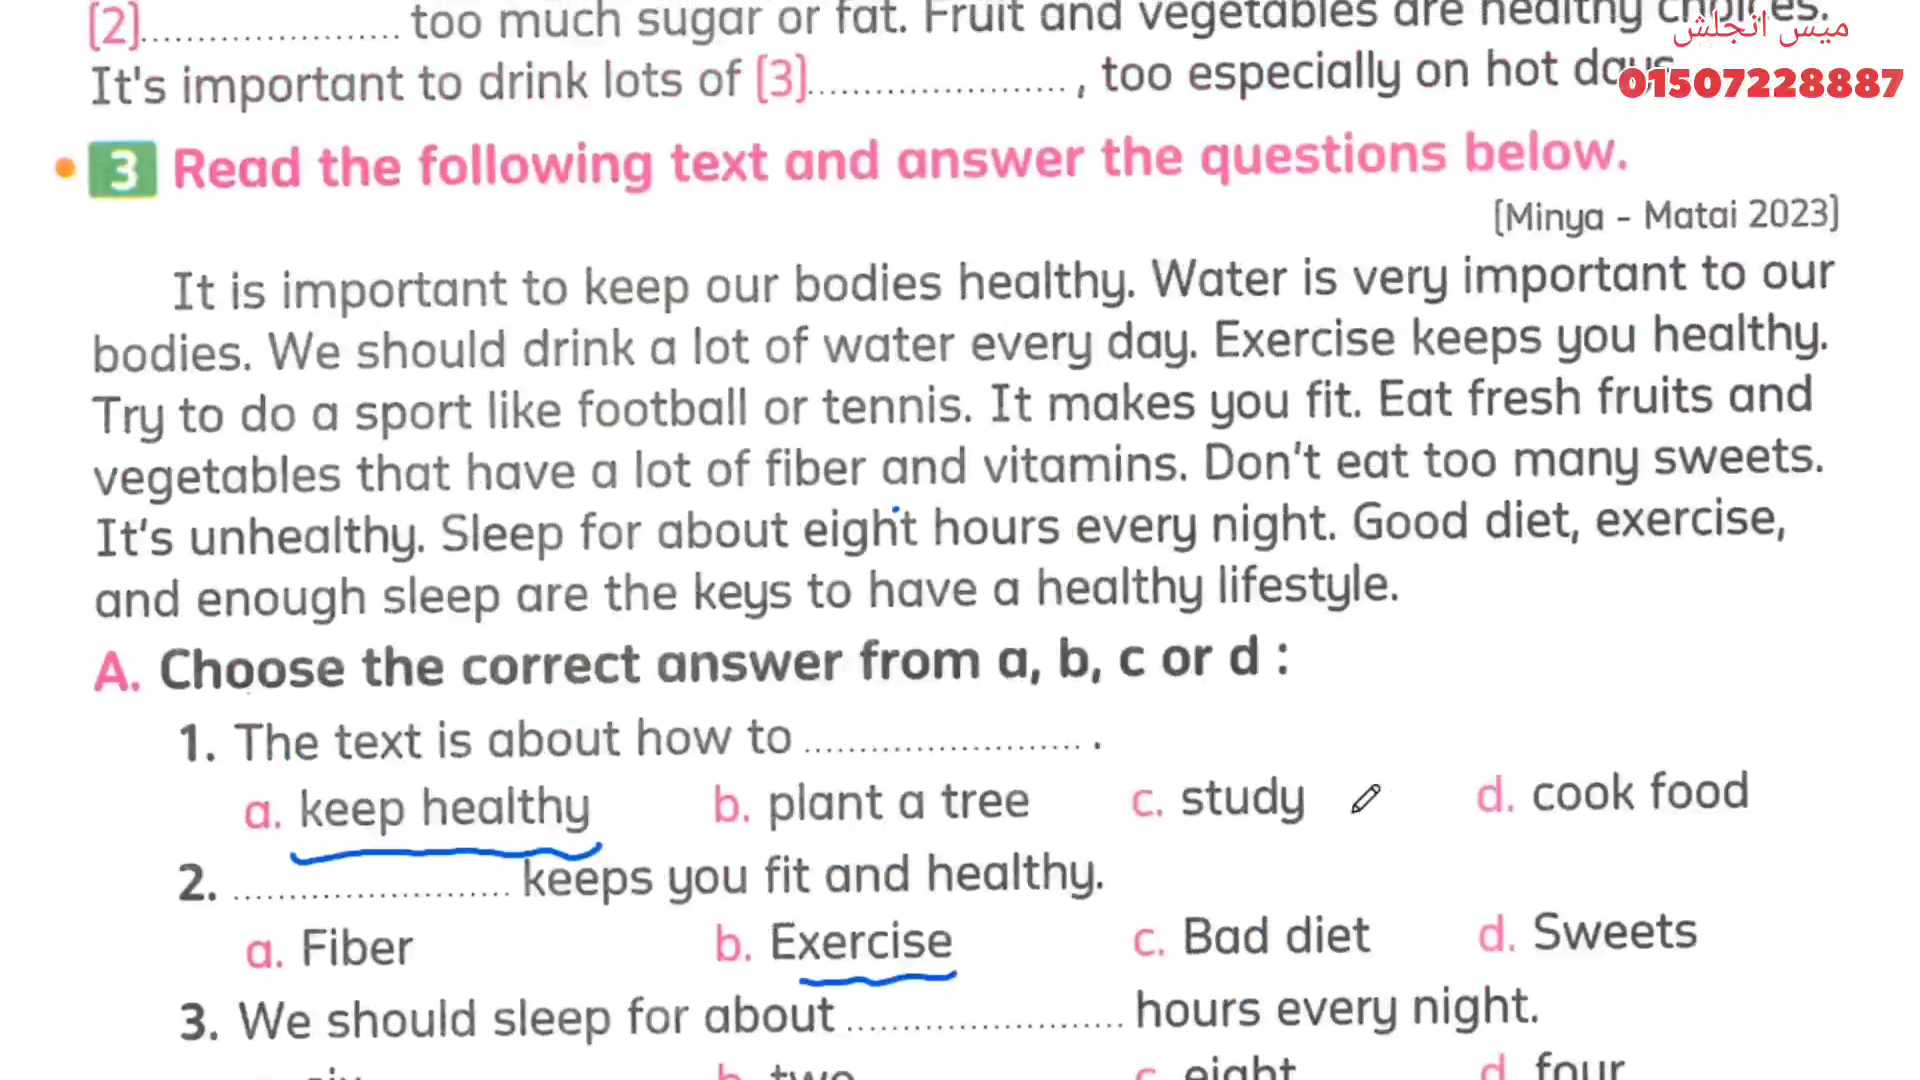 [2].................... too much sugar or fat. Fruit and vegetables are healthy choices.
ميس انجلش
It's important to drink lots of [3].................... , too especially on hot days
01507228887
• 3 Read the following text and answer the questions below.
[Minya - Matai 2023]
It is important to keep our bodies healthy. Water is very important to our
bodies. We should drink a lot of water every day. Exercise keeps you healthy.
Try to do a sport like football or tennis. It makes you fit. Eat fresh fruits and
vegetables that have a lot of fiber and vitamins. Don't eat too many sweets.
It's unhealthy. Sleep for about eight hours every night. Good diet, exercise,
and enough sleep are the keys to have a healthy lifestyle.
A. Choose the correct answer from a, b, c or d :
1. The text is about how to .................... .
a. keep healthy b. plant a tree c. study d. cook food
2. .................... keeps you fit and healthy.
a. Fiber b. Exercise c. Bad diet d. Sweets
3. We should sleep for about .................... hours every night.
six b. two c. eight d. four